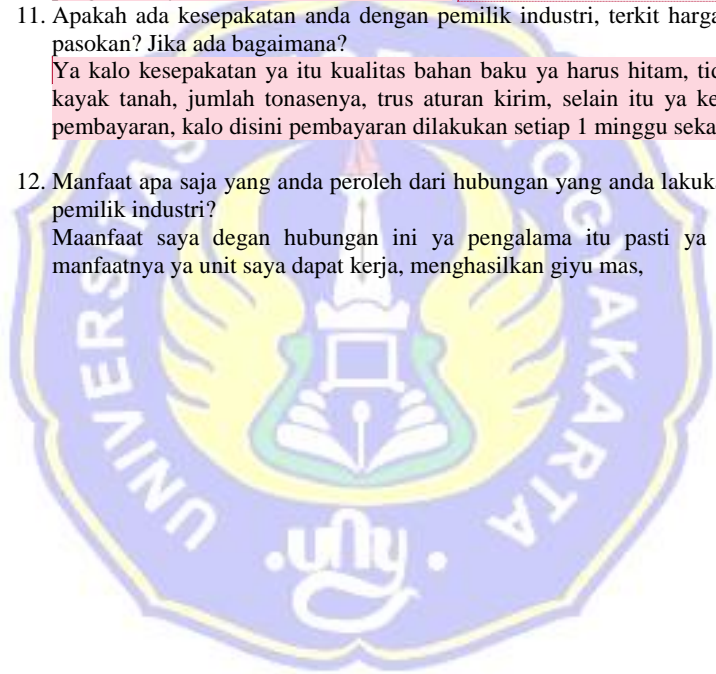 11. Apakah ada kesepakatan anda dengan pemilik industri, terkit harga
pasokan? Jika ada bagaimana?
Ya kalo kesepakatan ya itu kualitas bahan baku ya harus hitam,
kayak tanah, jumlah tonasenya, trus aturan kirim, selain itu ya
pembayaran, kalo disini pembayaran dilakukan setiap 1 minggu
12. Manfaat apa saja yang anda peroleh dari hubungan yang anda
pemilik industri?
Maanfaat saya degan hubungan ini ya pengalama itu pasti ya
manfaatnya ya unit saya dapat kerja, menghasilkan giyu mas,
UNIVERSITAS
YOGYAKARTA
uny